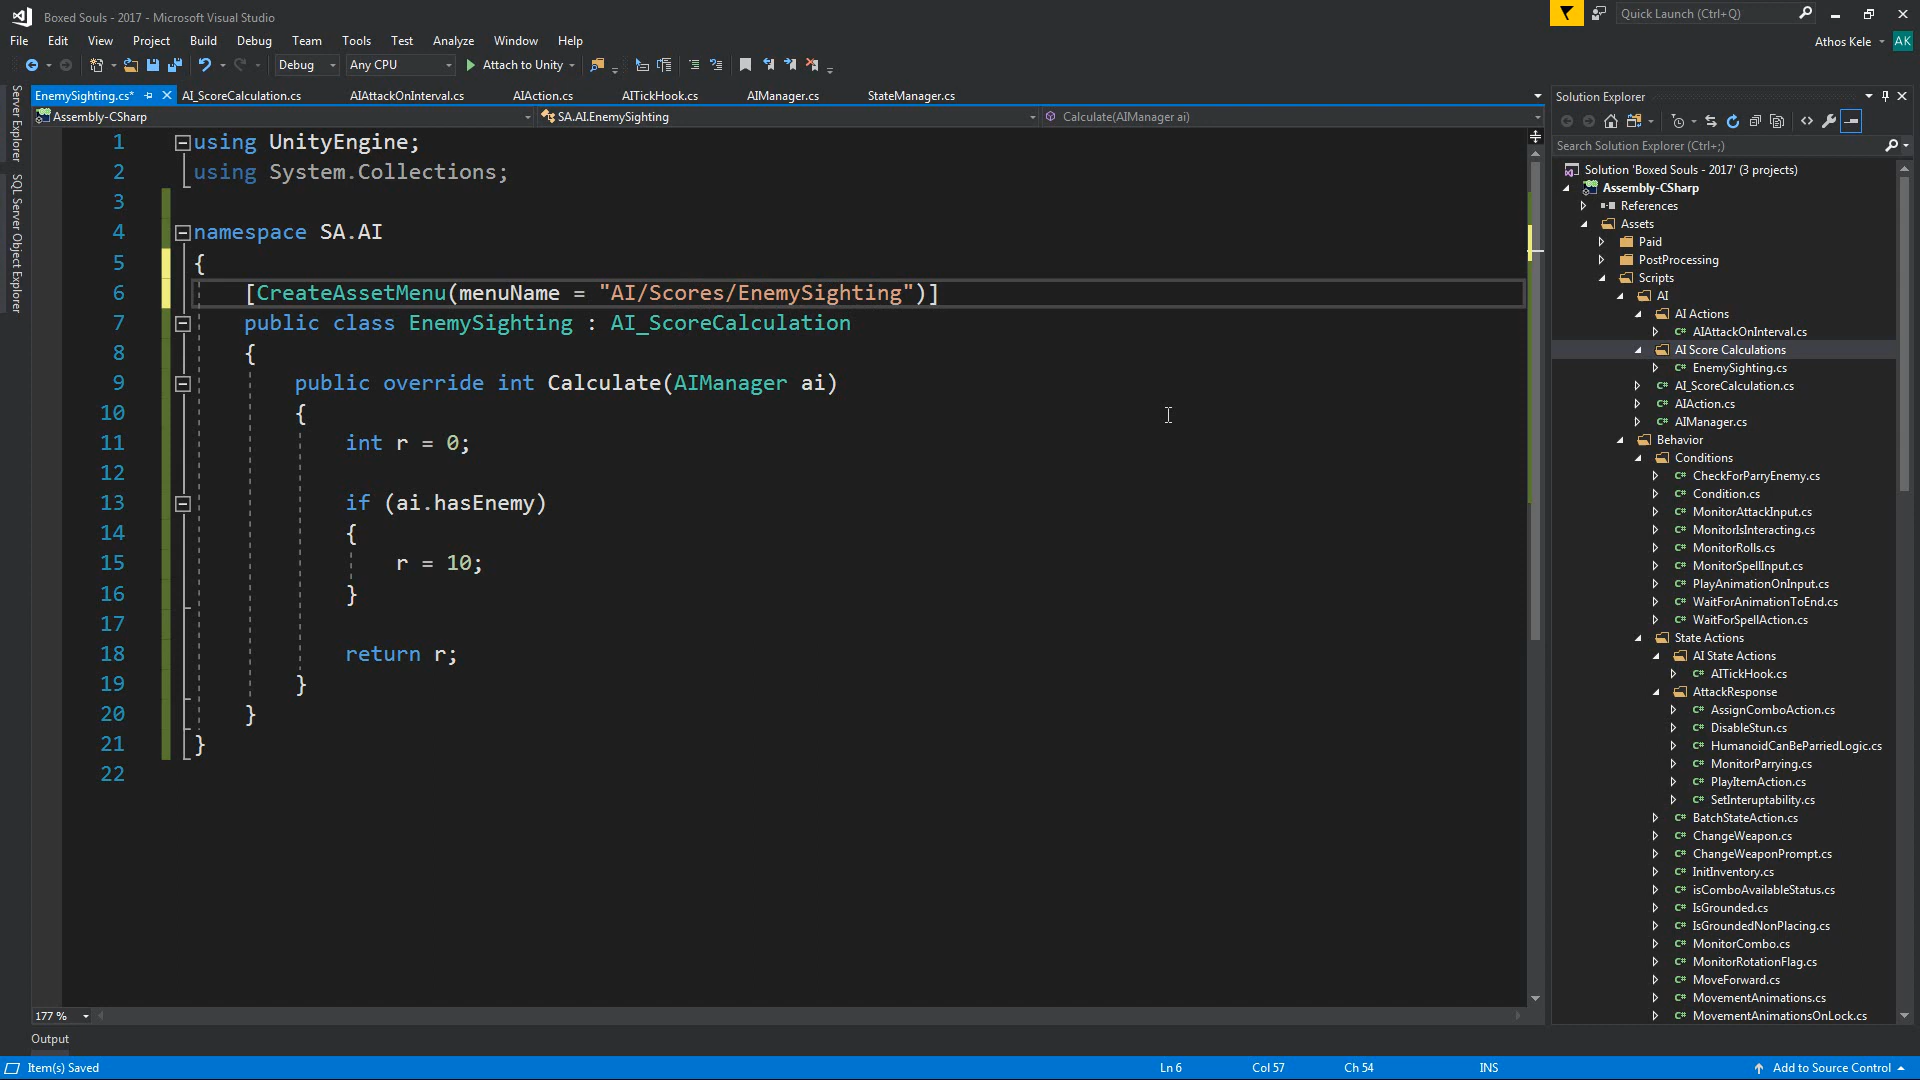 Boxed Souls - 2017 - Microsoft Visual Studio
Quick Launch (Ctrl+Q)
File Edit View Project Build Debug Team Tools Test Analyze Window Help
Athos Kele AK
Debug Any CPU Attach to Unity
EnemySighting.cs* AI_ScoreCalculation.cs AIAttackOnInterval.cs AIAction.cs AITickHook.cs AIManager.cs StateManager.cs
Assembly-CSharp SA.AI.EnemySighting Calculate(AIManager ai)
Server Explorer
SQL Server Object Explorer
1 using UnityEngine;
2 using System.Collections;
3
4 namespace SA.AI
5 {
6 [CreateAssetMenu(menuName = "AI/Scores/EnemySighting")]
7 public class EnemySighting : AI_ScoreCalculation
8 {
9 public override int Calculate(AIManager ai)
10 {
11 int r = 0;
12
13 if (ai.hasEnemy)
14 {
15 r = 10;
16 }
17
18 return r;
19 }
20 }
21 }
22
177 %
Output
Solution Explorer
Search Solution Explorer (Ctrl+;)
Solution 'Boxed Souls - 2017' (3 projects)
Assembly-CSharp
References
Assets
Paid
PostProcessing
Scripts
AI
AI Actions
C# AIAttackOnInterval.cs
AI Score Calculations
C# EnemySighting.cs
C# AI_ScoreCalculation.cs
C# AIAction.cs
C# AIManager.cs
Behavior
Conditions
C# CheckForParryEnemy.cs
C# Condition.cs
C# MonitorAttackInput.cs
C# MonitorIsInteracting.cs
C# MonitorRolls.cs
C# MonitorSpellInput.cs
C# PlayAnimationOnInput.cs
C# WaitForAnimationToEnd.cs
C# WaitForSpellAction.cs
State Actions
AI State Actions
C# AITickHook.cs
AttackResponse
C# AssignComboAction.cs
C# DisableStun.cs
C# HumanoidCanBeParriedLogic.cs
C# MonitorParrying.cs
C# PlayItemAction.cs
C# SetInteruptability.cs
C# BatchStateAction.cs
C# ChangeWeapon.cs
C# ChangeWeaponPrompt.cs
C# InitInventory.cs
C# isComboAvailableStatus.cs
C# IsGrounded.cs
C# IsGroundedNonPlacing.cs
C# MonitorCombo.cs
C# MonitorRotationFlag.cs
C# MoveForward.cs
C# MovementAnimations.cs
C# MovementAnimationsOnLock.cs
Item(s) Saved Ln 6 Col 57 Ch 54 INS Add to Source Control